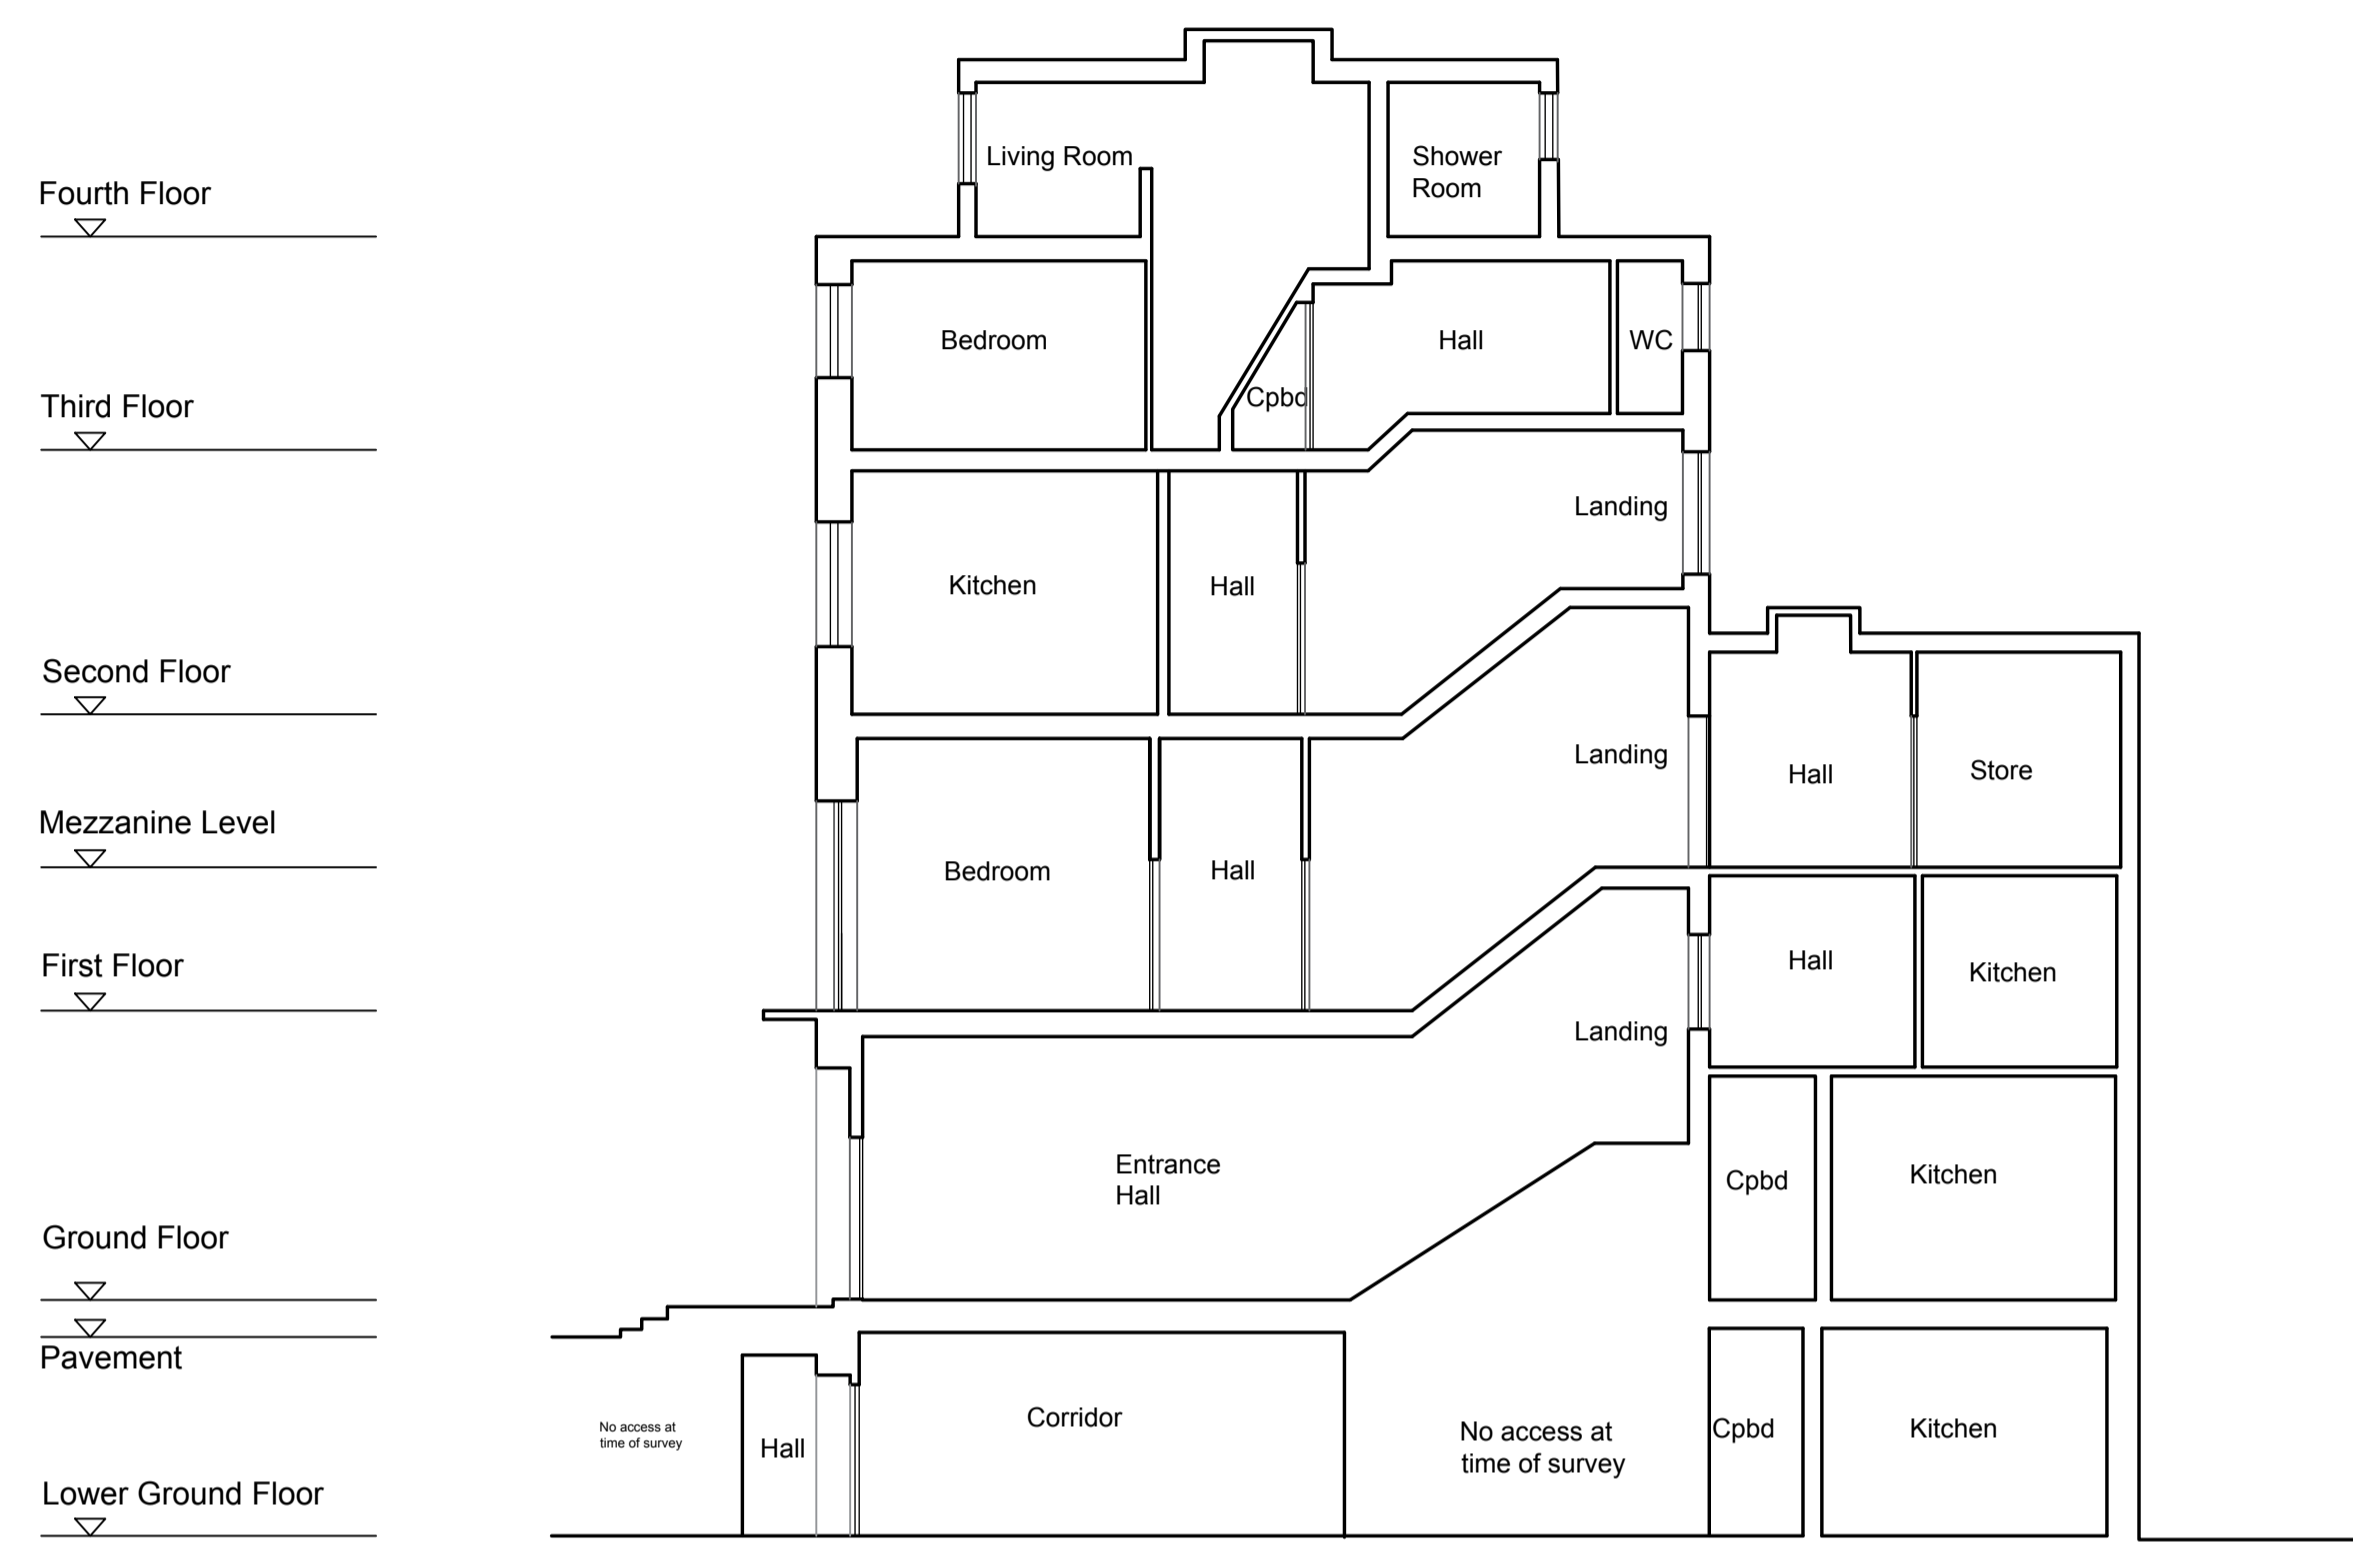 Living Room
Shower
Room
Fourth Floor
Bedroom
Hall
WC
Cpbd
Third Floor
Landing
Kitchen
Hall
Second Floor
Landing
Hall
Store
Mezzanine Level
Bedroom
Hall
First Floor
Hall
Kitchen
Landing
Entrance
Hall
Cpbd
Kitchen
Ground Floor
Pavement
No access at
time of survey
Hall
Corridor
No access at
time of survey
Cpbd
Kitchen
Lower Ground Floor